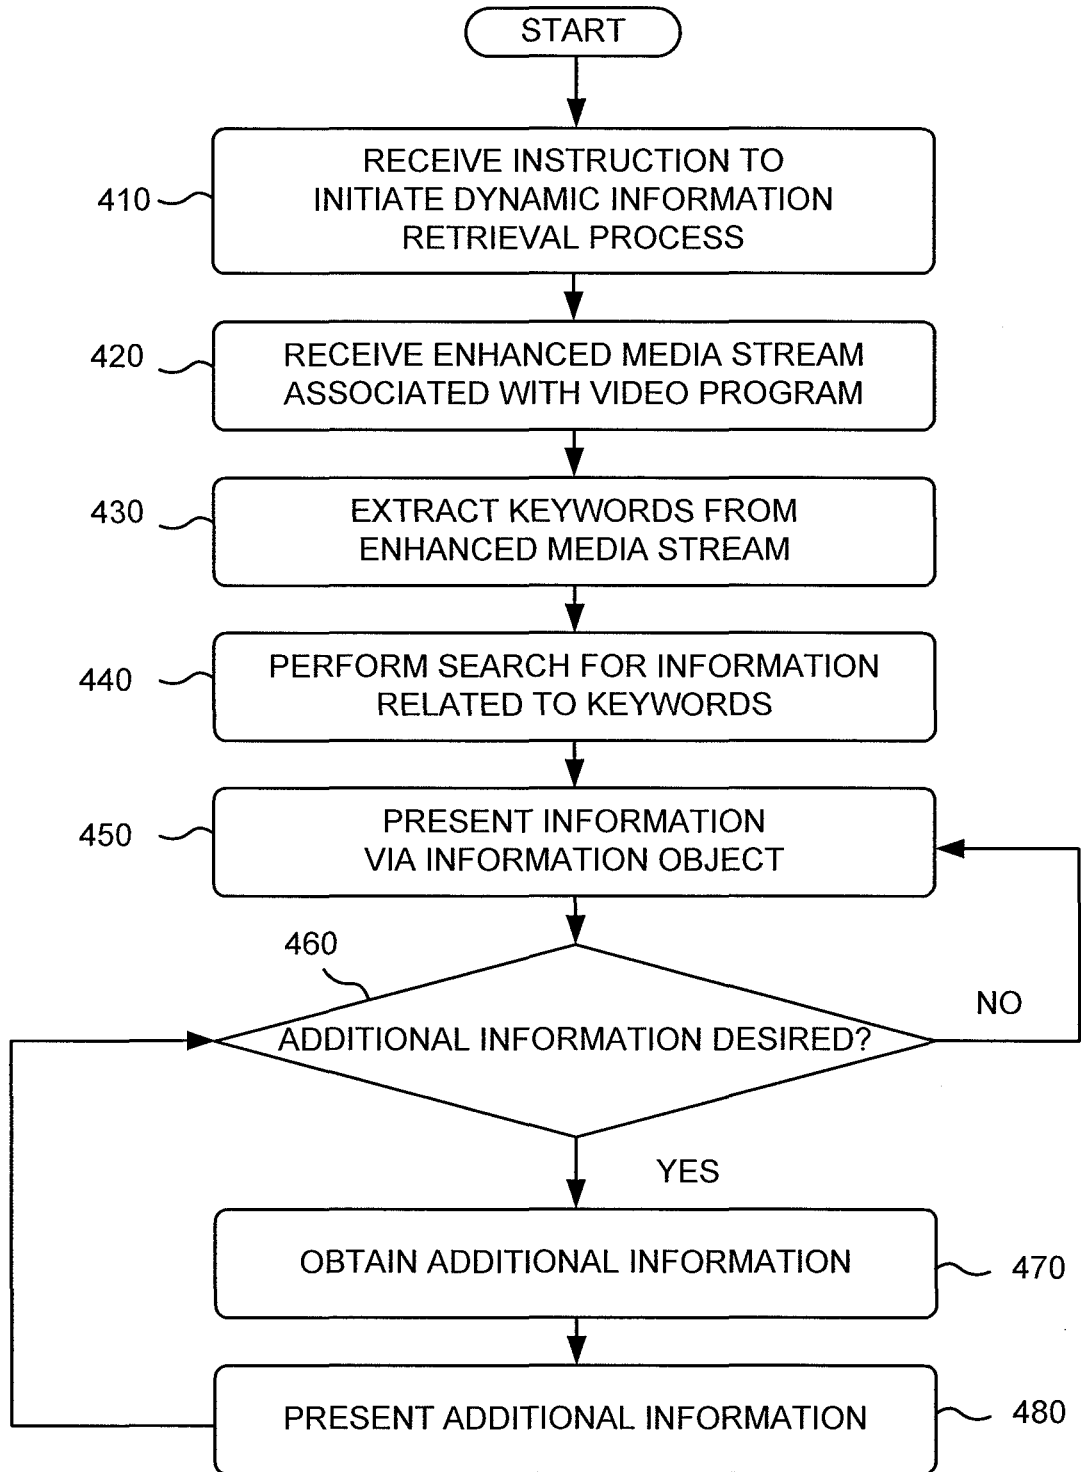 START
410
RECEIVE INSTRUCTION TO
INITIATE DYNAMIC INFORMATION
RETRIEVAL PROCESS
420
RECEIVE ENHANCED MEDIA STREAM
ASSOCIATED WITH VIDEO PROGRAM
430
EXTRACT KEYWORDS FROM
ENHANCED MEDIA STREAM
440
PERFORM SEARCH FOR INFORMATION
RELATED TO KEYWORDS
450
PRESENT INFORMATION
VIA INFORMATION OBJECT
460
ADDITIONAL INFORMATION DESIRED?
NO
YES
OBTAIN ADDITIONAL INFORMATION
470
PRESENT ADDITIONAL INFORMATION
480